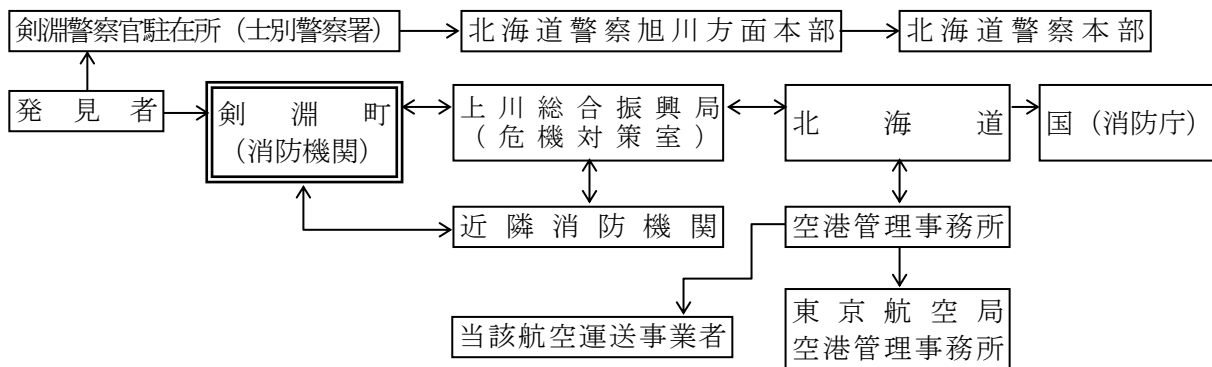 剣淵警察官駐在所（士別警察署）
北海道警察旭川方面本部
北海道警察本部
発見者
剣淵町
（消防機関）
上川総合振興局
（危機対策室）
北海道
国（消防庁）
近隣消防機関
空港管理事務所
当該航空運送事業者
東京航空局
空港管理事務所